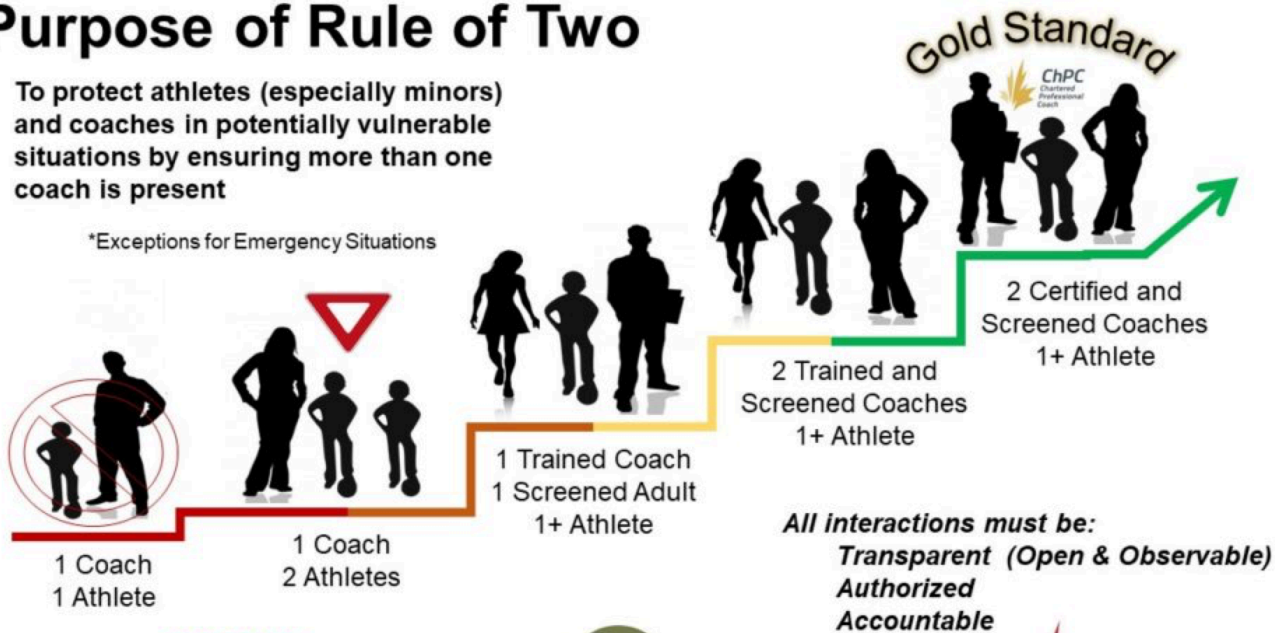 Purpose of Rule of Two
To protect athletes (especially minors)
and coaches in potentially vulnerable
situations by ensuring more than one
coach is present
*Exceptions for Emergency Situations
Gold Standard
ChPC
Chartered
Professional
Coach
1 Coach
1 Athlete
1 Coach
2 Athletes
1 Trained Coach
1 Screened Adult
1+ Athlete
2 Trained and
Screened Coaches
1+ Athlete
2 Certified and
Screened Coaches
1+ Athlete
All interactions must be:
Transparent (Open & Observable)
Authorized
Accountable